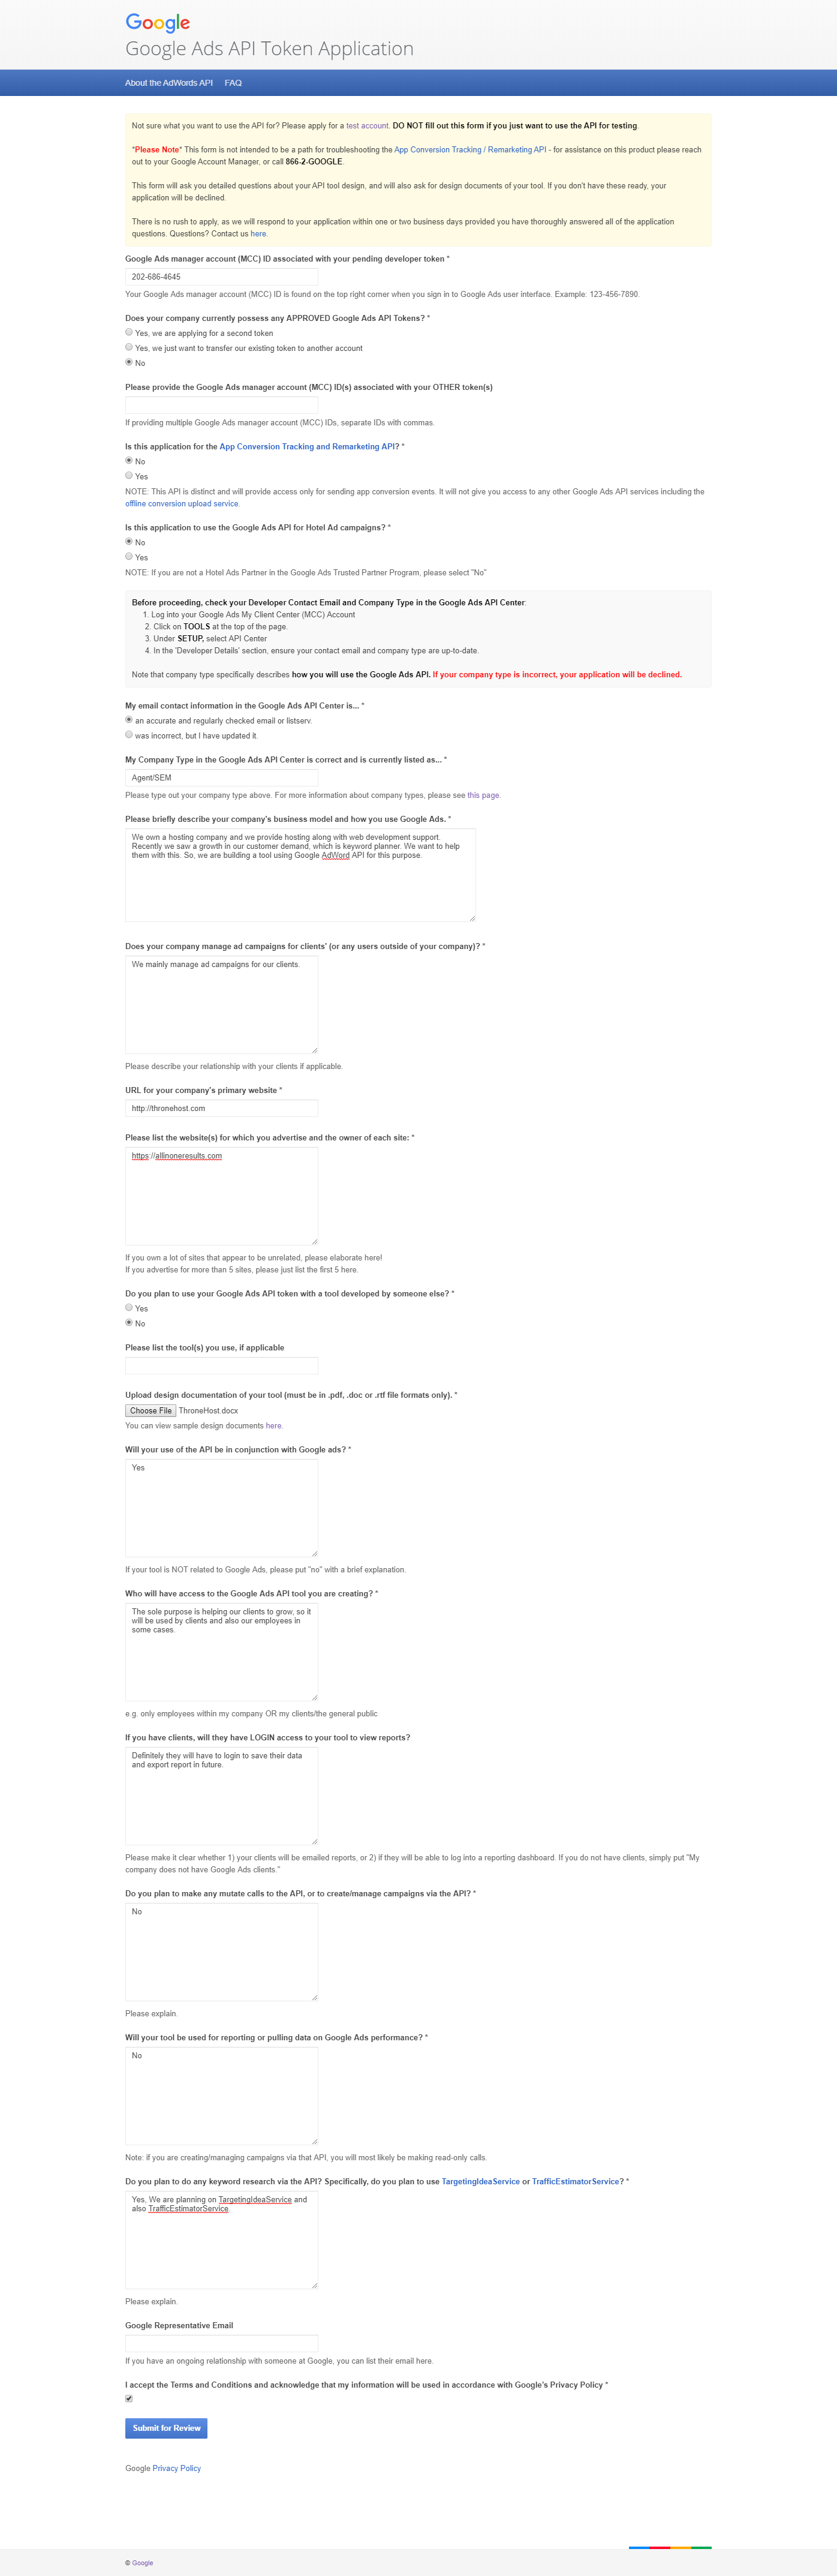 Google
Google Ads API Token Application
About the AdWords API FAQ
Not sure what you want to use the API for? Please apply for a test account. DO NOT fill out this form if you just want to use the API for testing.
*Please Note* This form is not intended to be a path for troubleshooting the App Conversion Tracking / Remarketing API - for assistance on this product please reach
out to your Google Account Manager, or call 866-2-GOOGLE.
This form will ask you detailed questions about your API tool design, and will also ask for design documents of your tool. If you don't have these ready, your
application will be declined.
There is no rush to apply, as we will respond to your application within one or two business days provided you have thoroughly answered all of the application
questions. Questions? Contact us here.
Google Ads manager account (MCC) ID associated with your pending developer token *
202-686-4645
Your Google Ads manager account (MCC) ID is found on the top right corner when you sign in to Google Ads user interface. Example: 123-456-7890.
Does your company currently possess any APPROVED Google Ads API Tokens? *
Yes, we are applying for a second token
Yes, we just want to transfer our existing token to another account
No
Please provide the Google Ads manager account (MCC) ID(s) associated with your OTHER token(s)
If providing multiple Google Ads manager account (MCC) IDs, separate IDs with commas.
Is this application for the App Conversion Tracking and Remarketing API? *
No
Yes
NOTE: This API is distinct and will provide access only for sending app conversion events. It will not give you access to any other Google Ads API services including the
offline conversion upload service.
Is this application to use the Google Ads API for Hotel Ad campaigns? *
No
Yes
NOTE: If you are not a Hotel Ads Partner in the Google Ads Trusted Partner Program, please select "No"
Before proceeding, check your Developer Contact Email and Company Type in the Google Ads API Center:
1. Log into your Google Ads My Client Center (MCC) Account
2. Click on TOOLS at the top of the page.
3. Under SETUP, select API Center
4. In the 'Developer Details' section, ensure your contact email and company type are up-to-date.
Note that company type specifically describes how you will use the Google Ads API. If your company type is incorrect, your application will be declined.
My email contact information in the Google Ads API Center is... *
an accurate and regularly checked email or listserv.
was incorrect, but I have updated it.
My Company Type in the Google Ads API Center is correct and is currently listed as... *
Agent/SEM
Please type out your company type above. For more information about company types, please see this page.
Please briefly describe your company's business model and how you use Google Ads. *
We own a hosting company and we provide hosting along with web development support.
Recently we saw a growth in our customer demand, which is keyword planner. We want to help
them with this. So, we are building a tool using Google AdWord API for this purpose.
Does your company manage ad campaigns for clients' (or any users outside of your company)? *
We mainly manage ad campaigns for our clients.
Please describe your relationship with your clients if applicable.
URL for your company's primary website *
http://thronehost.com
Please list the website(s) for which you advertise and the owner of each site: *
https://allinoneresults.com
If you own a lot of sites that appear to be unrelated, please elaborate here!
If you advertise for more than 5 sites, please just list the first 5 here.
Do you plan to use your Google Ads API token with a tool developed by someone else? *
Yes
No
Please list the tool(s) you use, if applicable
Upload design documentation of your tool (must be in .pdf, .doc or .rtf file formats only). *
Choose File ThroneHost.docx
You can view sample design documents here.
Will your use of the API be in conjunction with Google ads? *
Yes
If your tool is NOT related to Google Ads, please put "no" with a brief explanation.
Who will have access to the Google Ads API tool you are creating? *
The sole purpose is helping our clients to grow, so it
will be used by clients and also our employees in
some cases.
e.g. only employees within my company OR my clients/the general public
If you have clients, will they have LOGIN access to your tool to view reports?
Definitely they will have to login to save their data
and export report in future.
Please make it clear whether 1) your clients will be emailed reports, or 2) if they will be able to log into a reporting dashboard. If you do not have clients, simply put "My
company does not have Google Ads clients."
Do you plan to make any mutate calls to the API, or to create/manage campaigns via the API? *
No
Please explain.
Will your tool be used for reporting or pulling data on Google Ads performance? *
No
Note: if you are creating/managing campaigns via that API, you will most likely be making read-only calls.
Do you plan to do any keyword research via the API? Specifically, do you plan to use TargetingIdeaService or TrafficEstimatorService? *
Yes, We are planning on TargetingIdeaService and
also TrafficEstimatorService.
Please explain.
Google Representative Email
If you have an ongoing relationship with someone at Google, you can list their email here.
I accept the Terms and Conditions and acknowledge that my information will be used in accordance with Google's Privacy Policy *
Submit for Review
Google Privacy Policy
© Google